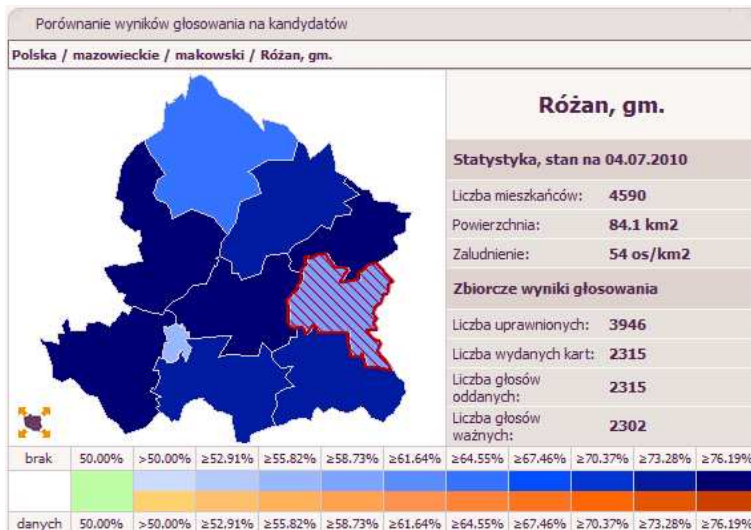 Porównanie wyników głosowania na kandydatów
Polska / mazowieckie / makowski / Różan, gm.
Różan, gm.
Statystyka, stan na 04.07.2010
Liczba mieszkańców: 4590
Powierzchnia: 84.1 km2
Zaludnienie: 54 os/km2
Zbiorcze wyniki głosowania
Liczba uprawnionych: 3946
Liczba wydanych kart: 2315
Liczba głosów
oddanych: 2315
Liczba głosów
ważnych: 2302
brak 50.00% >50.00% ≥52.91% ≥55.82% ≥58.73% ≥61.64% ≥64.55% ≥67.46% ≥70.37% ≥73.28% ≥76.19%
danych 50.00% >50.00% ≥52.91% ≥55.82% ≥58.73% ≥61.64% ≥64.55% ≥67.46% ≥70.37% ≥73.28% ≥76.19%